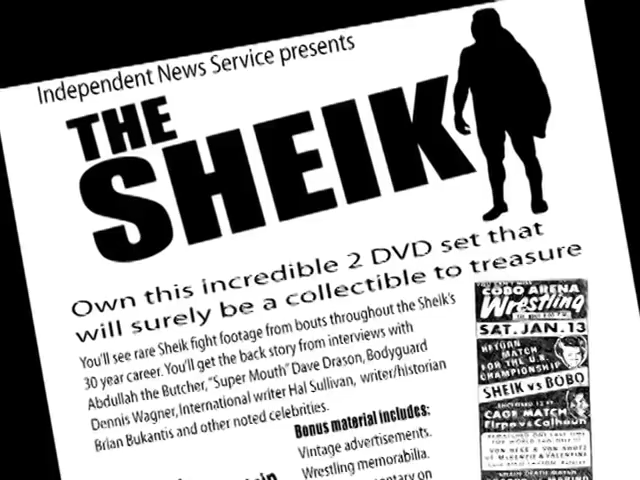 Independent News Service presents
THE
SHEIK
Own this incredible 2 DVD set that
will surely be a collectible to treasure
You'll see rare Sheik fight footage from bouts throughout the Sheik's
30 year career. You'll get the back story from interviews with
Abdullah the Butcher, "Super Mouth" Dave Drason, Bodyguard
Dennis Wagner, International writer Hal Sullivan, writer/historian
Brian Bukantis and other noted celebrities.
Bonus material includes:
Vintage advertisements.
Wrestling memorabilia.
COBO ARENA
Wrestling
SAT. JAN. 13
RETURN
MATCH
FOR THE U.S.
CHAMPIONSHIP
SHEIK vs BOBO
CAGE MATCH
Firpo & Calhoun